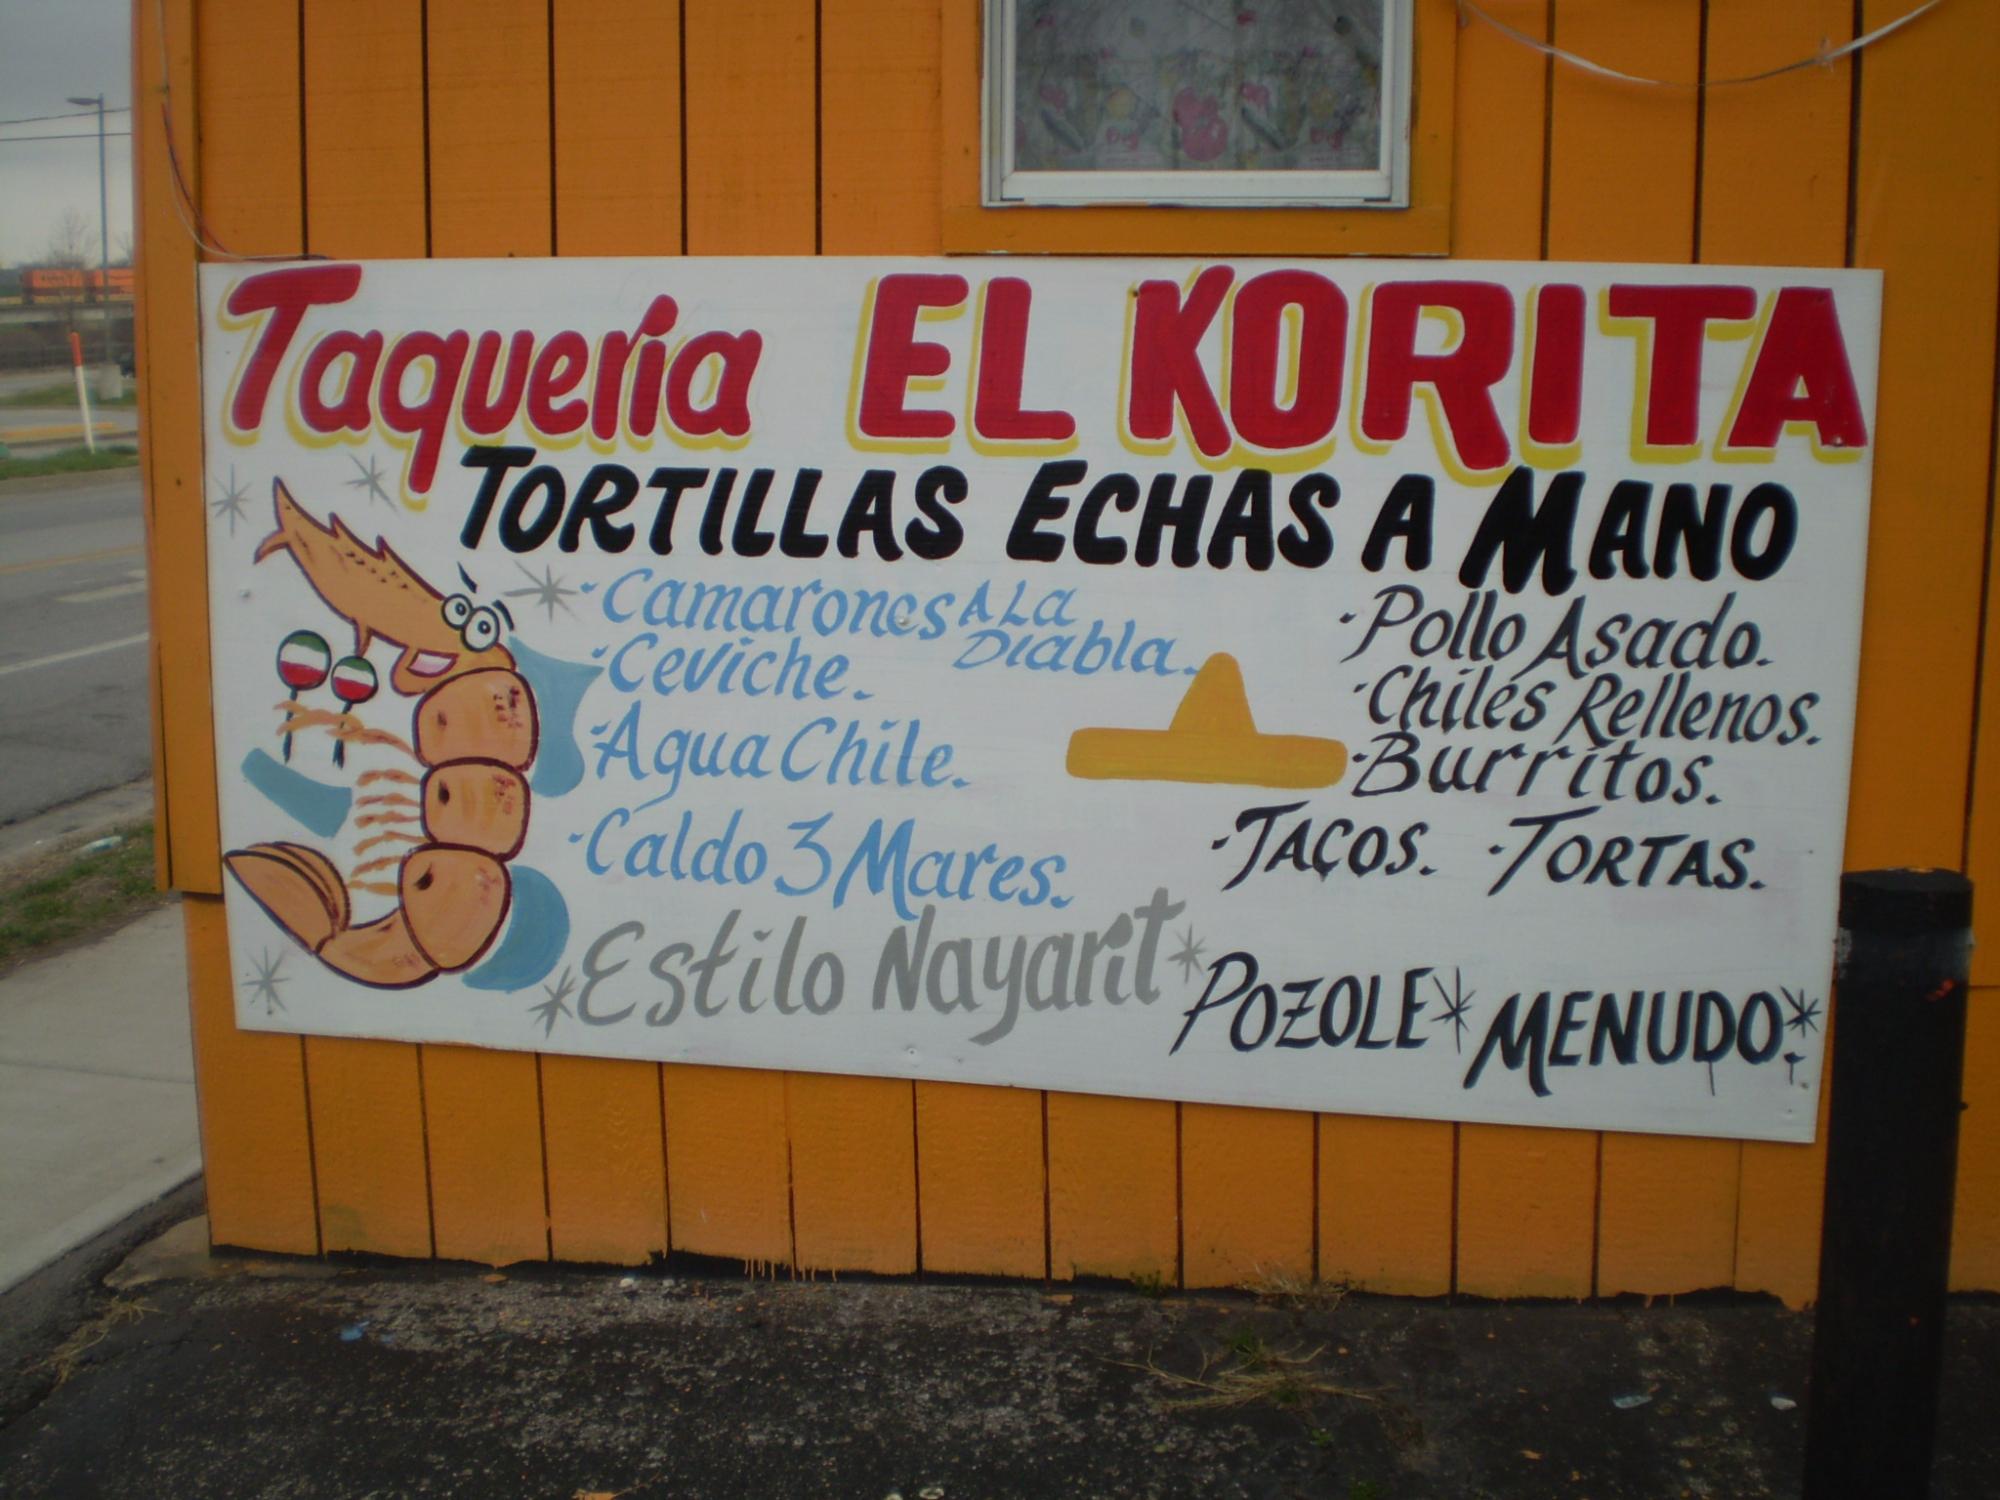 Taquería EL KORITA
TORTILLAS ECHAS A MANO
-Camarones A La Diabla.
-Ceviche.
-Agua Chile.
-Caldo 3 Mares.
Estilo Nayarit
-Pollo Asado.
-Chiles Rellenos.
-Burritos.
-TACOS. -TORTAS.
POZOLE* MENUDO*.